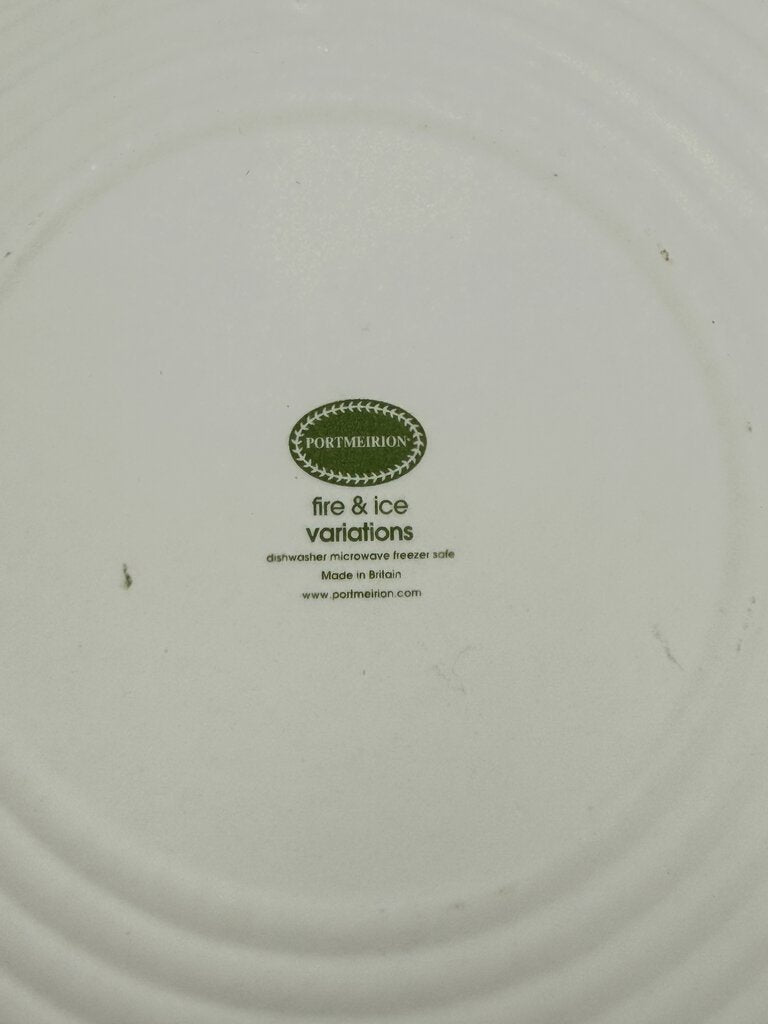 PORTMEIRION
fire & ice
variations
dishwasher microwave freezer safe
Made in Britain
www.portmeirion.com